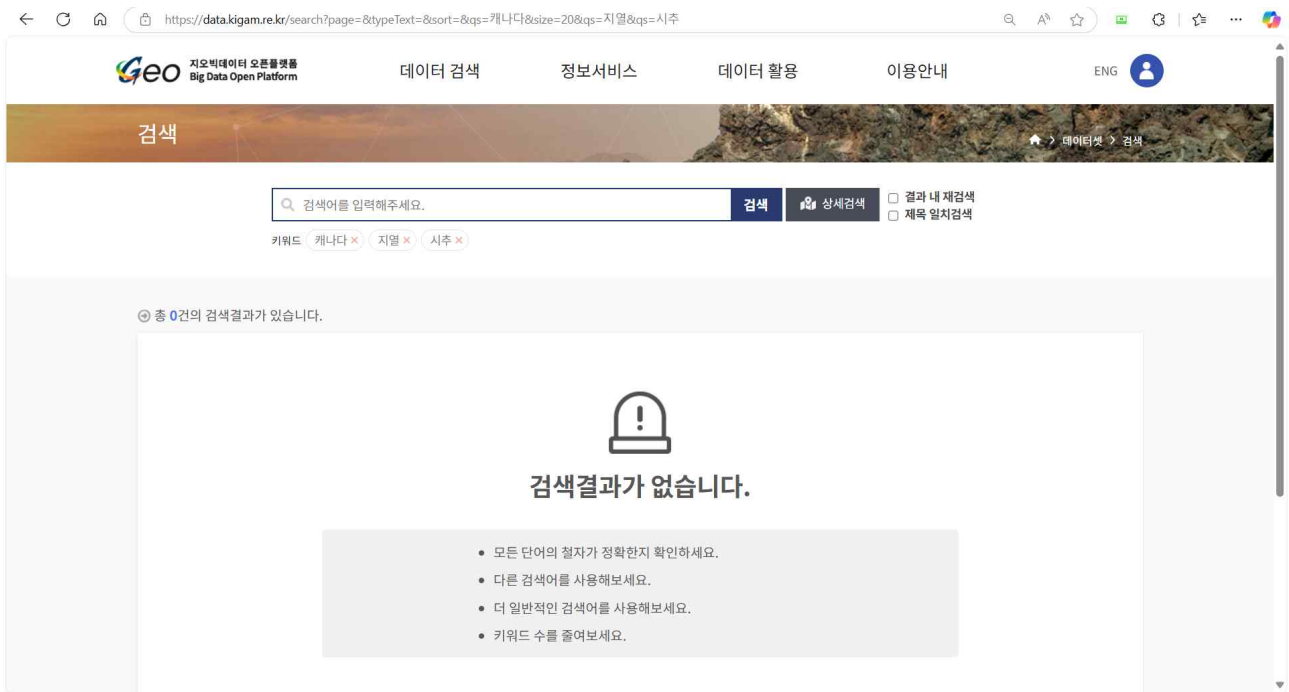 https://data.kigam.re.kr/search?page=&typeText=&sort=&qs=캐나다&size=20&qs=지열&qs=시추
Geo 지오빅데이터 오픈플랫폼
Big Data Open Platform
데이터 검색 정보서비스 데이터 활용 이용안내 ENG
검색
데이터셋 > 검색
검색어를 입력해주세요. 검색 상세검색 결과 내 재검색
제목 일치검색
키워드 캐나다 × 지열 × 시추 ×
총 0건의 검색결과가 있습니다.
!
검색결과가 없습니다.
• 모든 단어의 철자가 정확한지 확인하세요.
• 다른 검색어를 사용해보세요.
• 더 일반적인 검색어를 사용해보세요.
• 키워드 수를 줄여보세요.